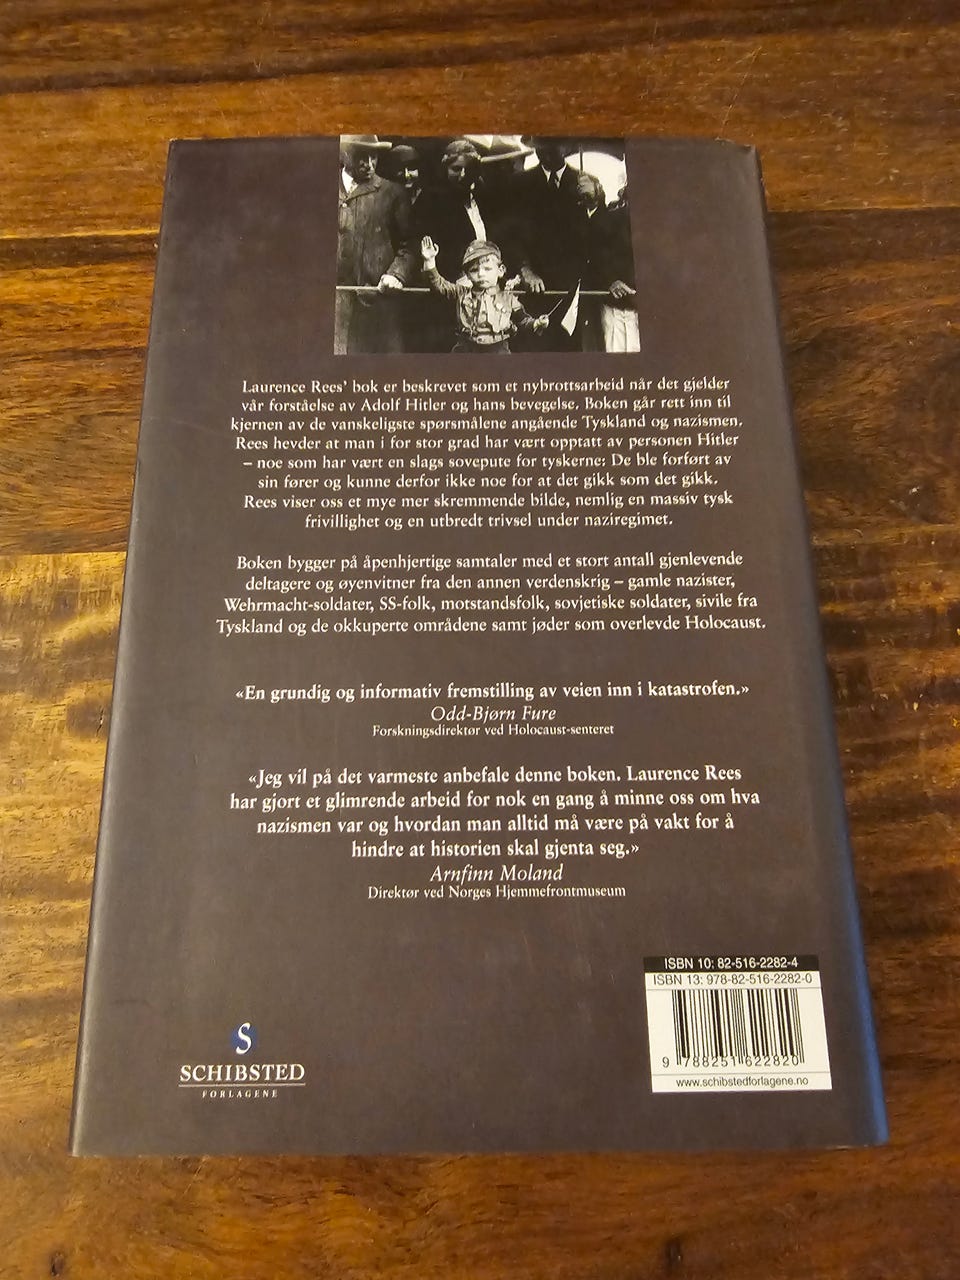 Laurence Rees' bok er beskrevet som et nybrottsarbeid når det gjelder
vår forståelse av Adolf Hitler og hans bevegelse. Boken går rett inn til
kjernen av de vanskeligste spørsmålene angående Tyskland og nazismen.
Rees hevder at man i for stor grad har vært opptatt av personen Hitler
– noe som har vært en slags sovepute for tyskerne: De ble forført av
sin fører og kunne derfor ikke noe for at det gikk som det gikk.
Rees viser oss et mye mer skremmende bilde, nemlig en massiv tysk
frivillighet og en utbredt trivsel under naziregimet.
Boken bygger på åpenhjertige samtaler med et stort antall gjenlevende
deltagere og øyenvitner fra den annen verdenskrig – gamle nazister,
Wehrmacht-soldater, SS-folk, motstandsfolk, sovjetiske soldater, sivile fra
Tyskland og de okkuperte områdene samt jøder som overlevde Holocaust.
«En grundig og informativ fremstilling av veien inn i katastrofen.»
Odd-Bjørn Fure
Forskningsdirektør ved Holocaust-senteret
«Jeg vil på det varmeste anbefale denne boken. Laurence Rees
har gjort et glimrende arbeid for nok en gang å minne oss om hva
nazismen var og hvordan man alltid må være på vakt for å
hindre at historien skal gjenta seg.»
Arnfinn Moland
Direktør ved Norges Hjemmefrontmuseum
ISBN 10: 82-516-2282-4
ISBN 13: 978-82-516-2282-0
9 788251 622820
www.schibstedforlagene.no
S
SCHIBSTED
FORLAGENE